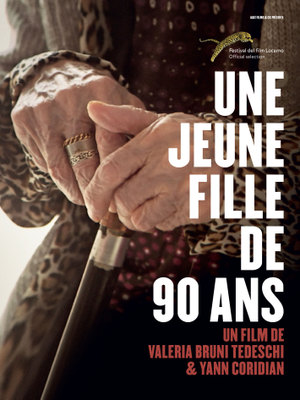 Festival del film Locarno
Official selection
UNE
JEUNE
FILLE
DE
90 ANS
UN FILM DE
VALERIA BRUNI TEDESCHI
& YANN CORIDIAN